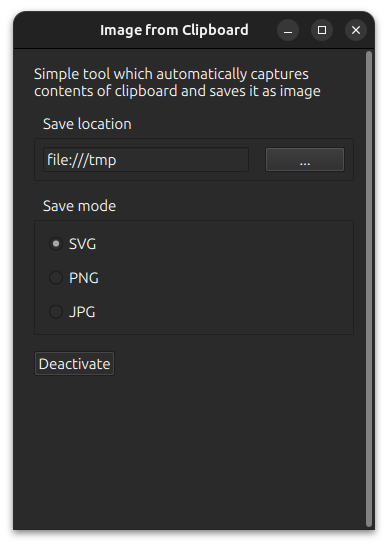 Image from Clipboard
Simple tool which automatically captures
contents of clipboard and saves it as image
Save location
file:///tmp
...
Save mode
SVG
PNG
JPG
Deactivate